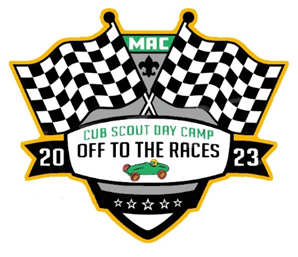 MAC
CUB SCOUT DAY CAMP
OFF TO THE RACES
20 23